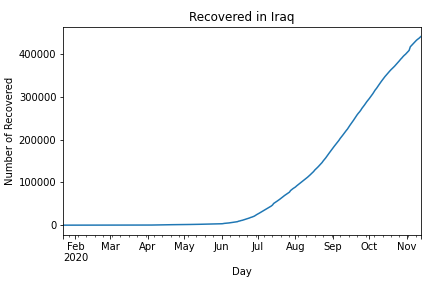 Recovered in Iraq
Number of Recovered
400000
300000
200000
100000
0
Feb Mar Apr May Jun Jul Aug Sep Oct Nov
2020
Day